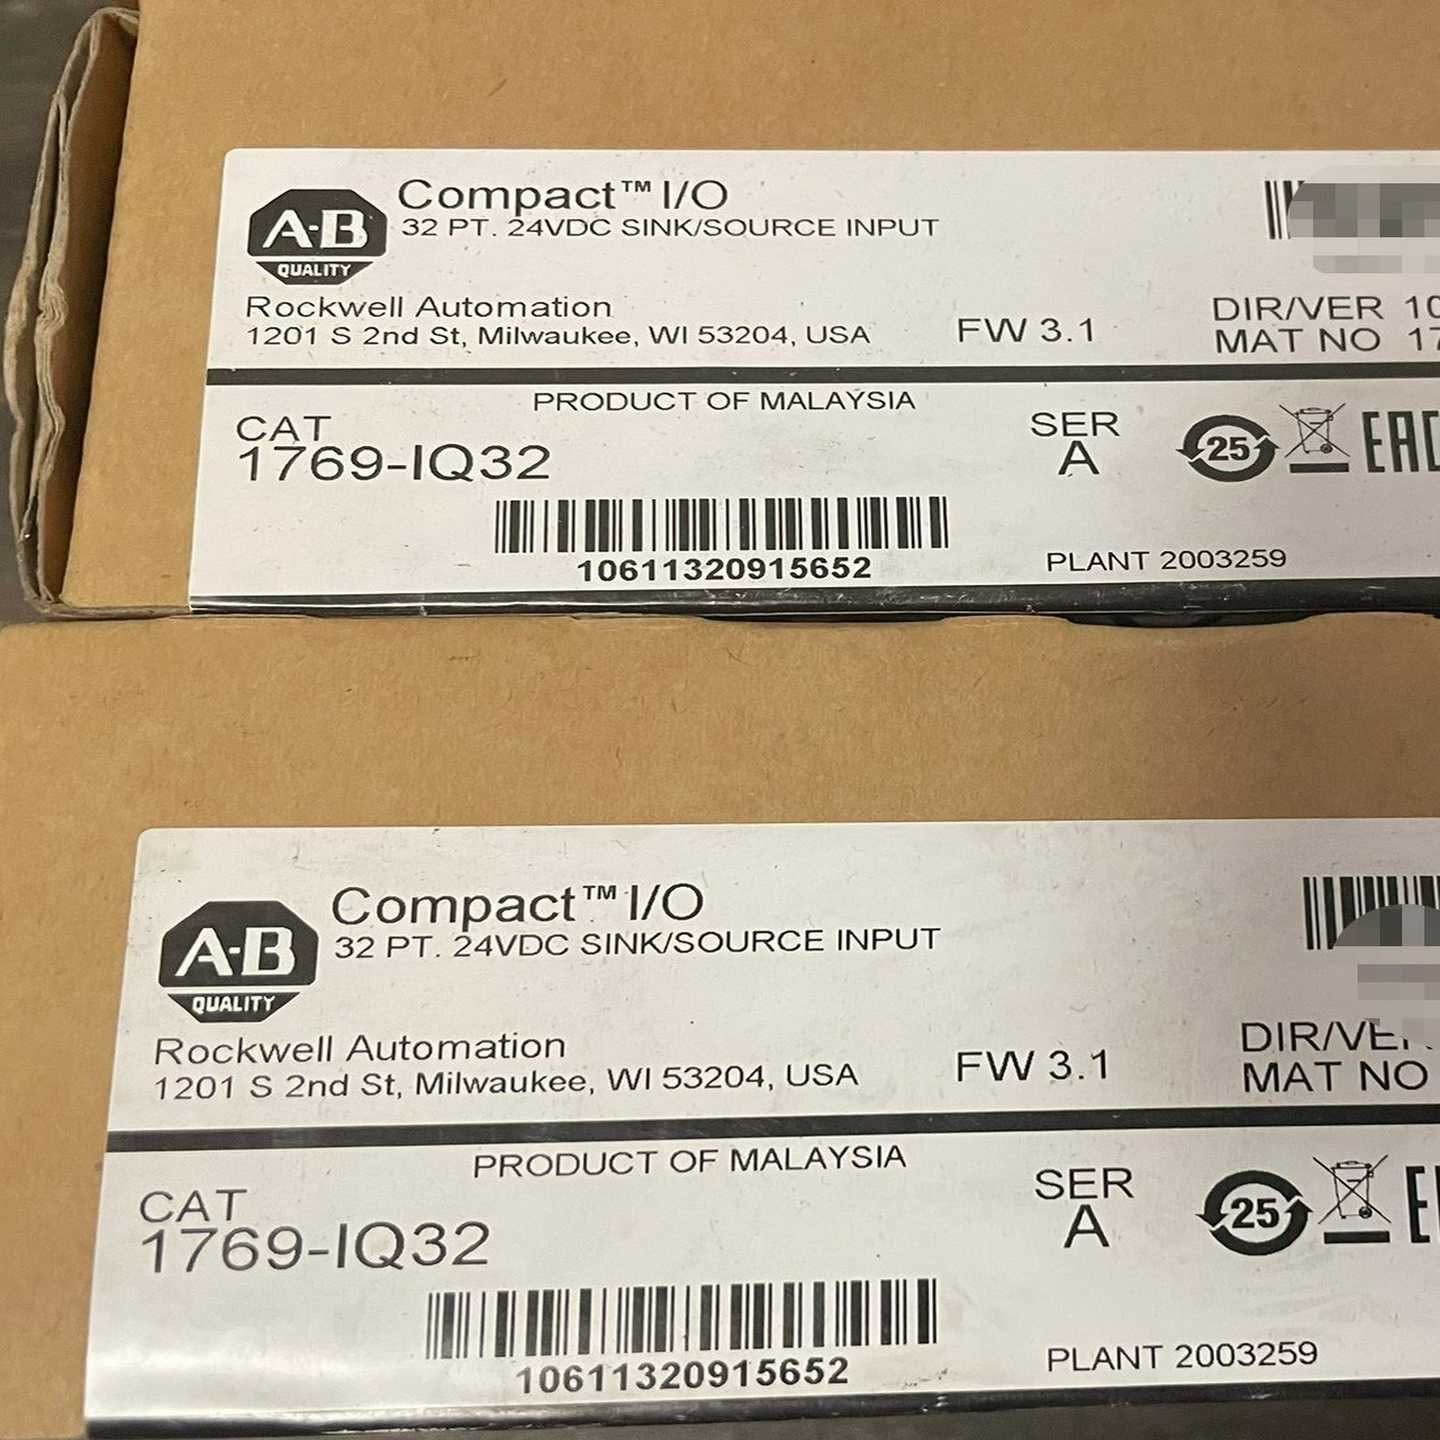 A-B
QUALITY
Compact™ I/O
32 PT. 24VDC SINK/SOURCE INPUT
Rockwell Automation
1201 S 2nd St, Milwaukee, WI 53204, USA
FW 3.1
DIR/VER 10
MAT NO 17
PRODUCT OF MALAYSIA
CAT
1769-IQ32
SER
A
25
EAC
10611320915652
PLANT 2003259
A-B
QUALITY
Compact™ I/O
32 PT. 24VDC SINK/SOURCE INPUT
Rockwell Automation
1201 S 2nd St, Milwaukee, WI 53204, USA
FW 3.1
MAT NO
PRODUCT OF MALAYSIA
CAT
1769-IQ32
SER
A
25
10611320915652
PLANT 2003259